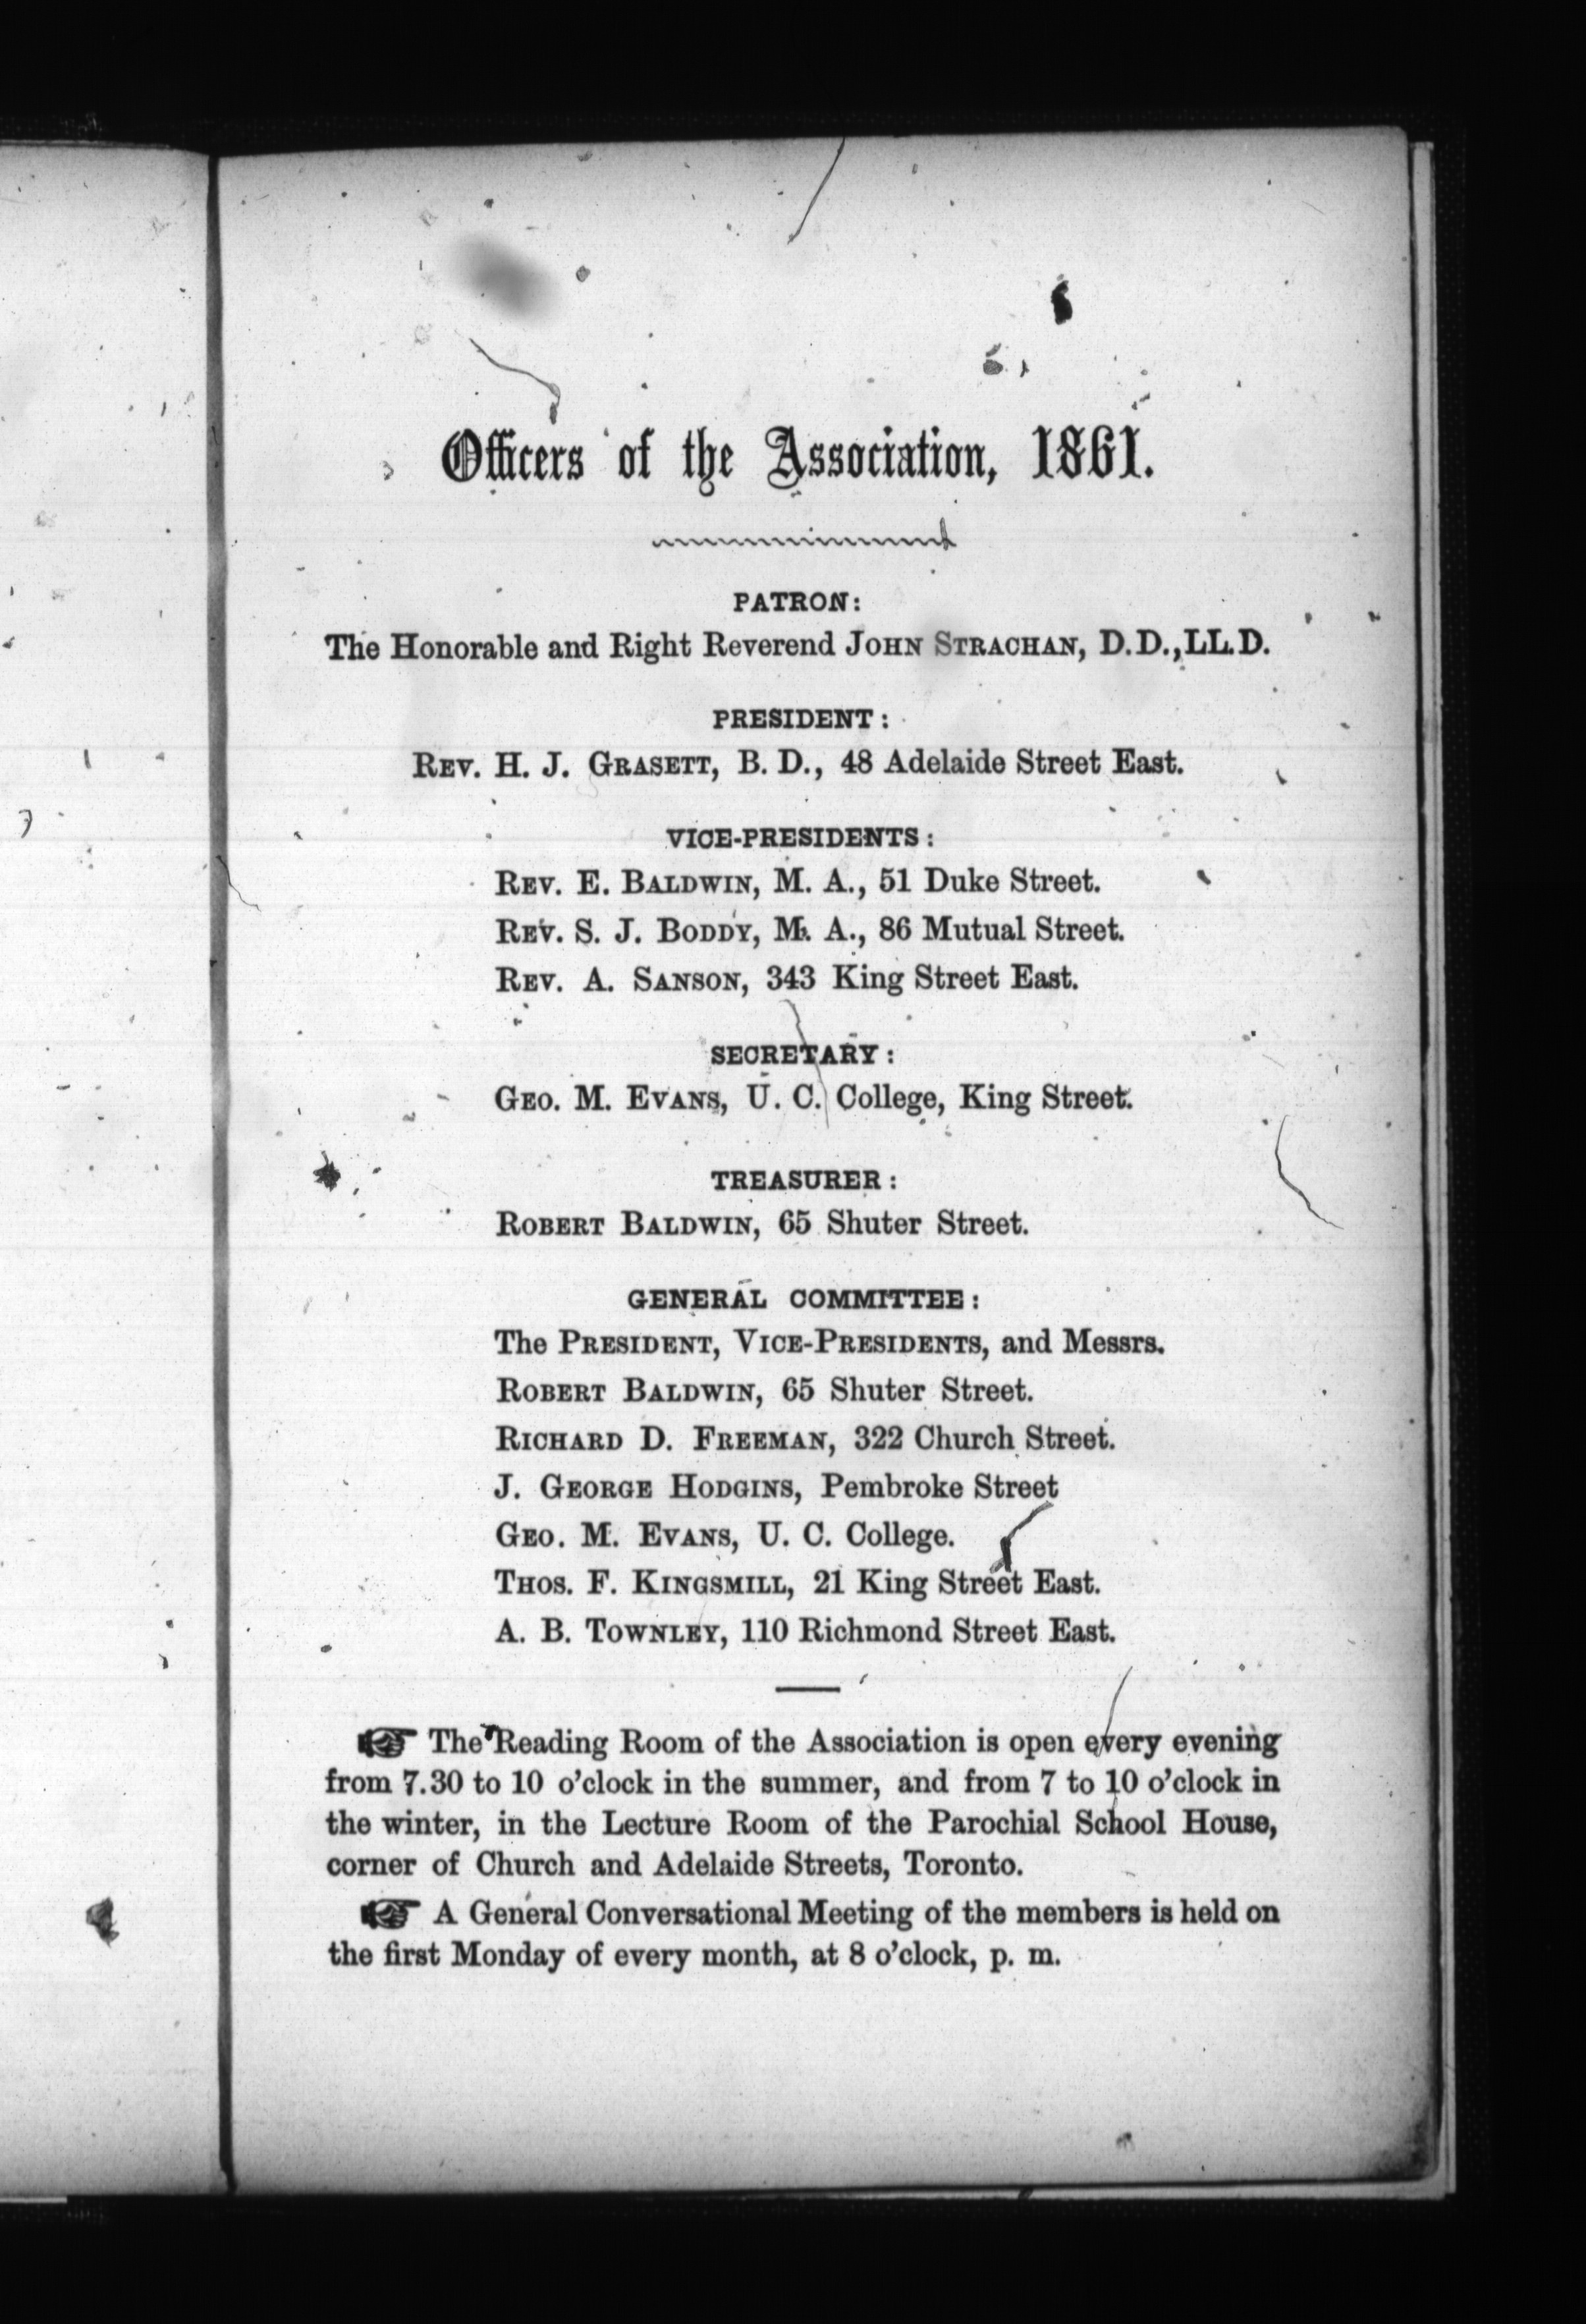 Officers of the Association, 1861.
PATRON:
The Honorable and Right Reverend JOHN STRACHAN, D.D., LL.D.
PRESIDENT:
REV. H. J. GRASETT, B. D., 48 Adelaide Street East.
VICE-PRESIDENTS:
REV. E. BALDWIN, M. A., 51 Duke Street.
REV. S. J. BODDY, M. A., 86 Mutual Street.
REV. A. SANSON, 343 King Street East.
SECRETARY:
GEO. M. EVANS, U. C. College, King Street.
TREASURER:
ROBERT BALDWIN, 65 Shuter Street.
GENERAL COMMITTEE:
The PRESIDENT, VICE-PRESIDENTS, and Messrs.
ROBERT BALDWIN, 65 Shuter Street.
RICHARD D. FREEMAN, 322 Church Street.
J. GEORGE HODGINS, Pembroke Street
GEO. M. EVANS, U. C. College.
THOS. F. KINGSMILL, 21 King Street East.
A. B. TOWNLEY, 110 Richmond Street East.
☞ The Reading Room of the Association is open every evening
from 7.30 to 10 o'clock in the summer, and from 7 to 10 o'clock in
the winter, in the Lecture Room of the Parochial School House,
corner of Church and Adelaide Streets, Toronto.
☞ A General Conversational Meeting of the members is held on
the first Monday of every month, at 8 o'clock, p. m.